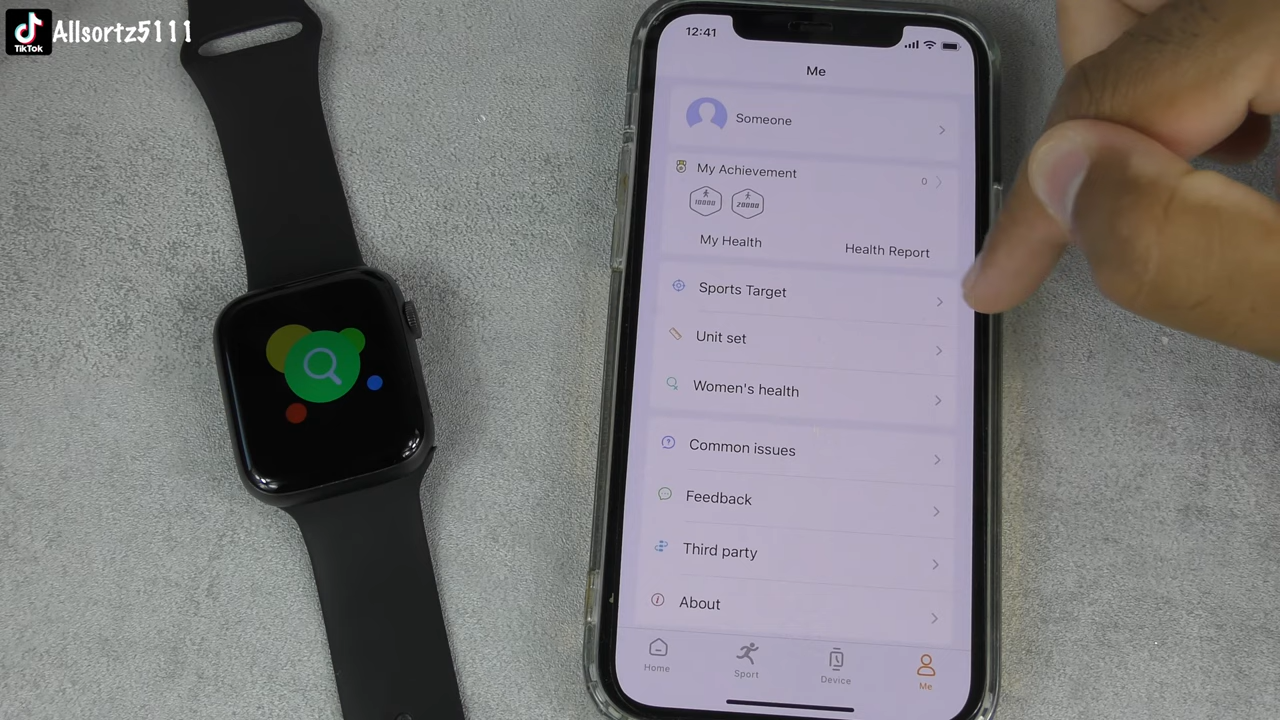 TikTok
Allsortz5111
12:41
Me
Someone
My Achievement
0
10000
20000
My Health
Health Report
Sports Target
Unit set
Women's health
Common issues
Feedback
Third party
About
Home
Sport
Device
Me